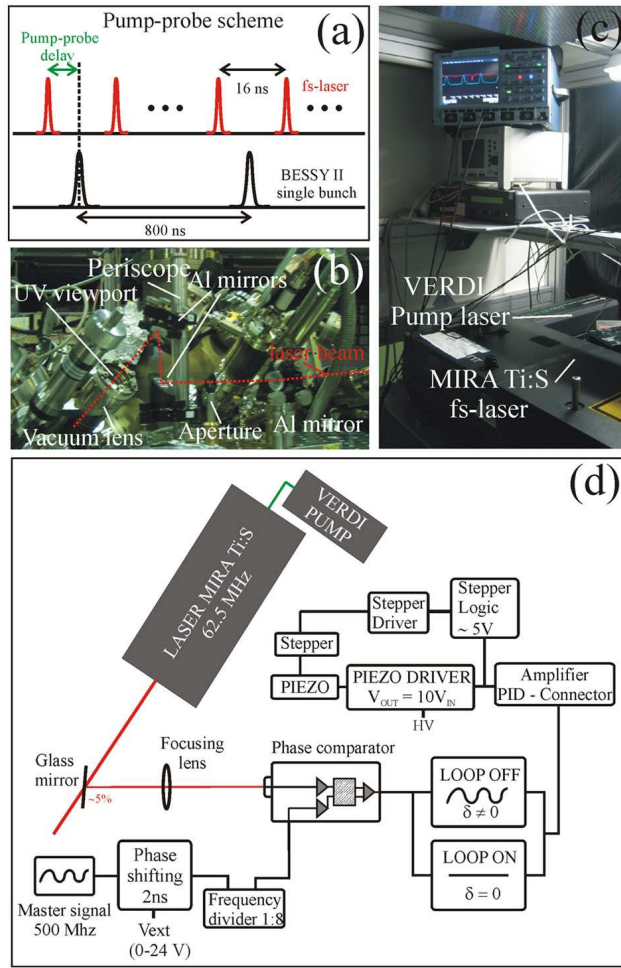 Pump-probe scheme
(a)
Pump-probe
delay
16 ns
fs-laser
BESSY II
single bunch
800 ns
(b)
Periscope
Al mirrors
UV viewport
laser-beam
Vacuum lens
Aperture
Al mirror
(c)
VERDI
Pump laser
MIRA Ti:S
fs-laser
(d)
VERDI
PUMP
LASER MIRA Ti:S
62.5 MHz
Stepper
Driver
Stepper
Logic
~ 5V
Stepper
PIEZO
PIEZO DRIVER
VOUT = 10VIN
HV
Amplifier
PID - Connector
Glass
mirror
~5%
Focusing
lens
Phase comparator
LOOP OFF
δ ≠ 0
LOOP ON
δ = 0
Master signal
500 Mhz
Phase
shifting
2ns
Vext
(0-24 V)
Frequency
divider 1:8